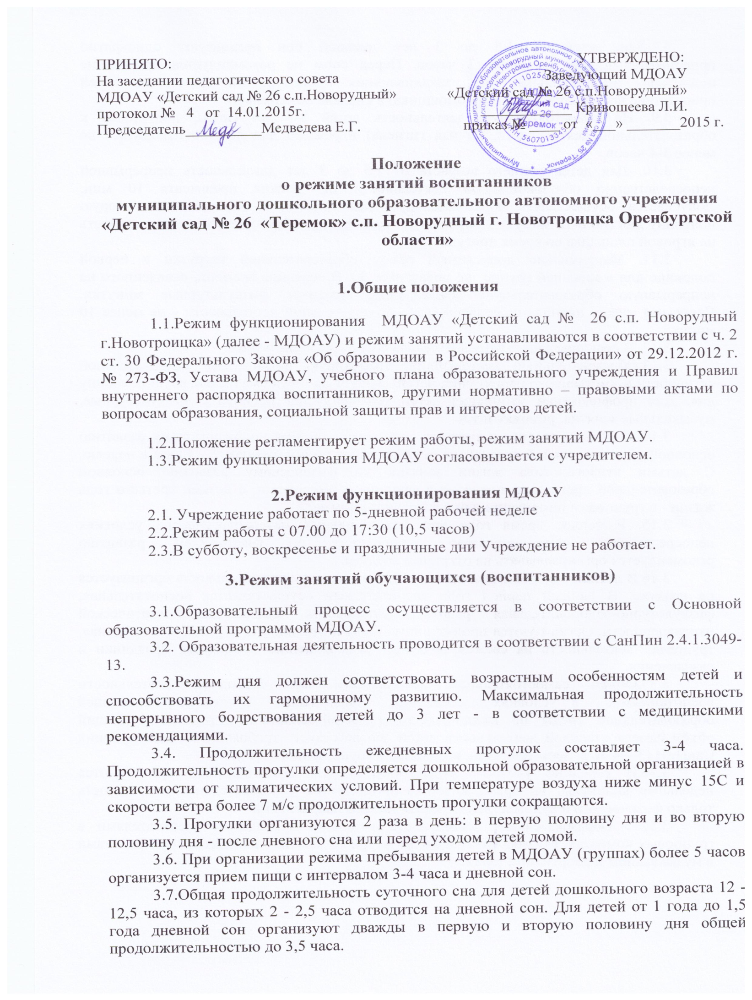 ПРИНЯТО:
На заседании педагогического совета
МДОАУ «Детский сад № 26 с.п.Новорудный»
протокол № 4 от 14.01.2015г.
Председатель__________Медведева Е.Г.
УТВЕРЖДЕНО:
Заведующий МДОАУ
«Детский сад № 26 с.п.Новорудный»
____________ Кривошеева Л.И.
приказ № ____ от «___» _______2015 г.
МДОАУ
"Детский сад
№ 26
"Теремок"
Положение
о режиме занятий воспитанников
муниципального дошкольного образовательного автономного учреждения
«Детский сад № 26 «Теремок» с.п. Новорудный г. Новотроицка Оренбургской
области»
1.Общие положения
1.1.Режим функционирования МДОАУ «Детский сад № 26 с.п. Новорудный
г.Новотроицка» (далее - МДОАУ) и режим занятий устанавливаются в соответствии с ч. 2
ст. 30 Федерального Закона «Об образовании в Российской Федерации» от 29.12.2012 г.
№ 273-ФЗ, Устава МДОАУ, учебного плана образовательного учреждения и Правил
внутреннего распорядка воспитанников, другими нормативно – правовыми актами по
вопросам образования, социальной защиты прав и интересов детей.
1.2.Положение регламентирует режим работы, режим занятий МДОАУ.
1.3.Режим функционирования МДОАУ согласовывается с учредителем.
2.Режим функционирования МДОАУ
2.1. Учреждение работает по 5-дневной рабочей неделе
2.2.Режим работы с 07.00 до 17:30 (10,5 часов)
2.3.В субботу, воскресенье и праздничные дни Учреждение не работает.
3.Режим занятий обучающихся (воспитанников)
3.1.Образовательный процесс осуществляется в соответствии с Основной
образовательной программой МДОАУ.
3.2. Образовательная деятельность проводится в соответствии с СанПин 2.4.1.3049-
13.
3.3.Режим дня должен соответствовать возрастным особенностям детей и
способствовать их гармоничному развитию. Максимальная продолжительность
непрерывного бодрствования детей до 3 лет - в соответствии с медицинскими
рекомендациями.
3.4. Продолжительность ежедневных прогулок составляет 3-4 часа.
Продолжительность прогулки определяется дошкольной образовательной организацией в
зависимости от климатических условий. При температуре воздуха ниже минус 15С и
скорости ветра более 7 м/с продолжительность прогулки сокращаются.
3.5. Прогулки организуются 2 раза в день: в первую половину дня и во вторую
половину дня - после дневного сна или перед уходом детей домой.
3.6. При организации режима пребывания детей в МДОАУ (группах) более 5 часов
организуется прием пищи с интервалом 3-4 часа и дневной сон.
3.7.Общая продолжительность суточного сна для детей дошкольного возраста 12 -
12,5 часа, из которых 2 - 2,5 часа отводится на дневной сон. Для детей от 1 года до 1,5
года дневной сон организуют дважды в первую и вторую половину дня общей
продолжительностью до 3,5 часа.